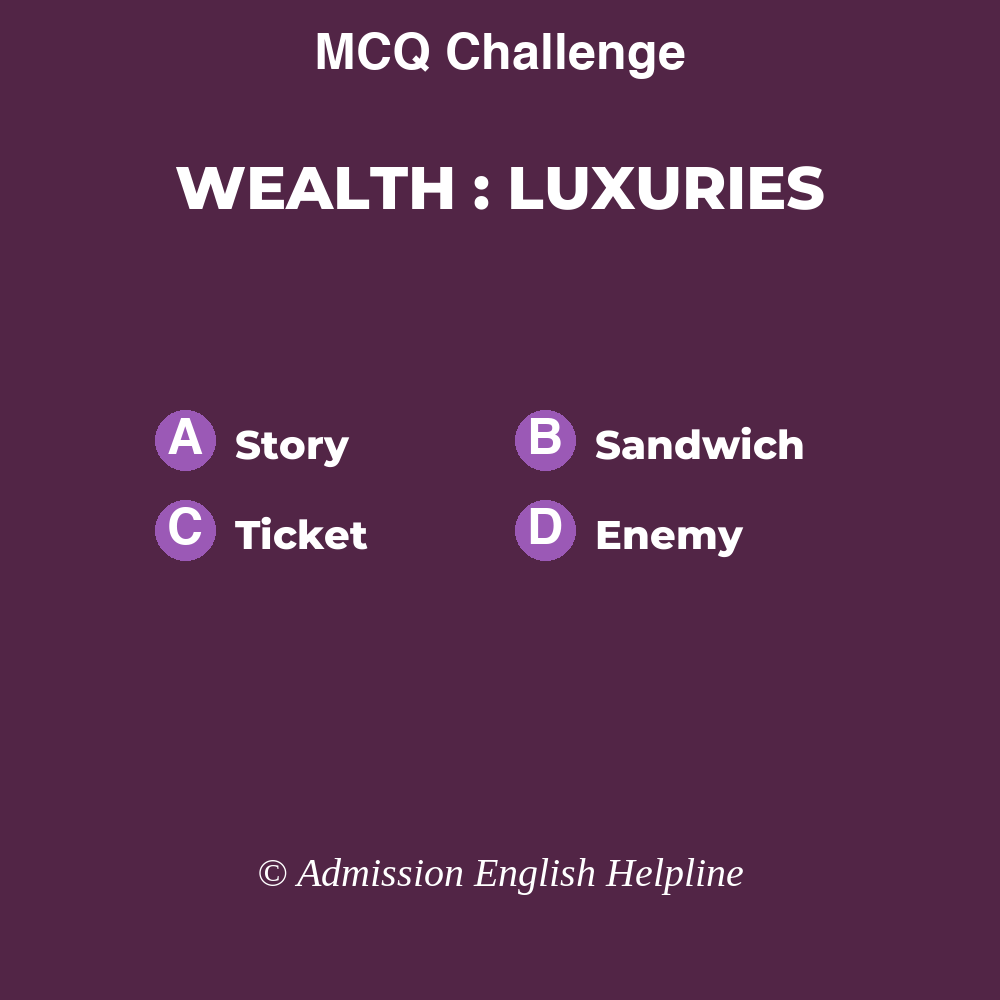 MCQ Challenge
WEALTH : LUXURIES
A Story
B Sandwich
C Ticket
D Enemy
© Admission English Helpline